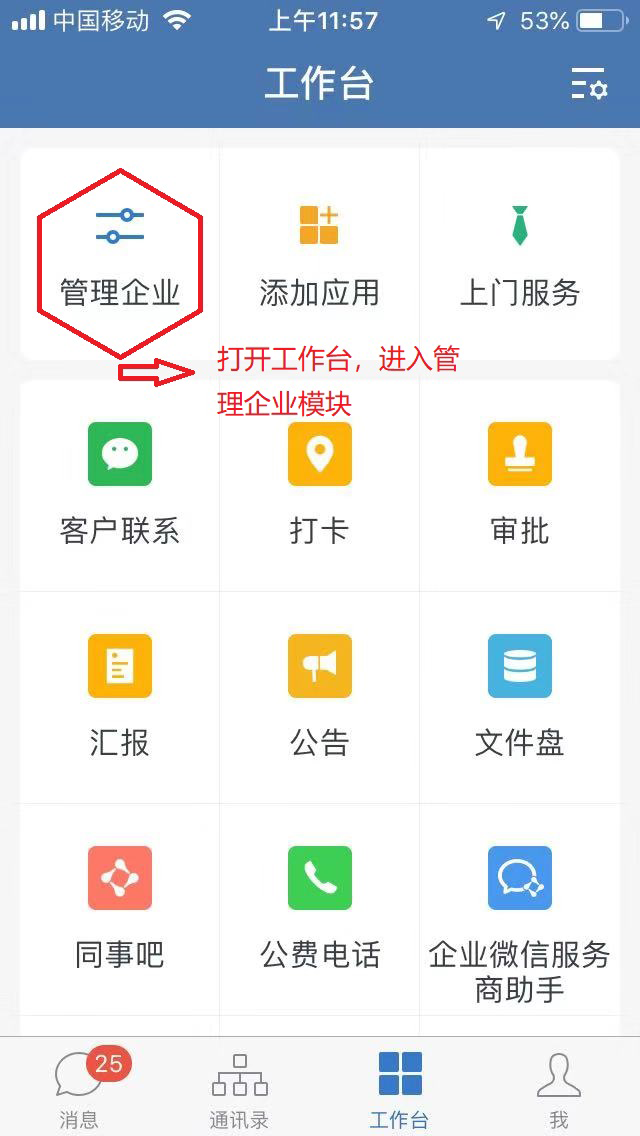 中国移动
上午11:57
53%
工作台
管理企业
添加应用
上门服务
打开工作台，进入管
理企业模块
客户联系
打卡
审批
汇报
公告
文件盘
同事吧
公费电话
企业微信服务
商助手
25
消息
通讯录
工作台
我